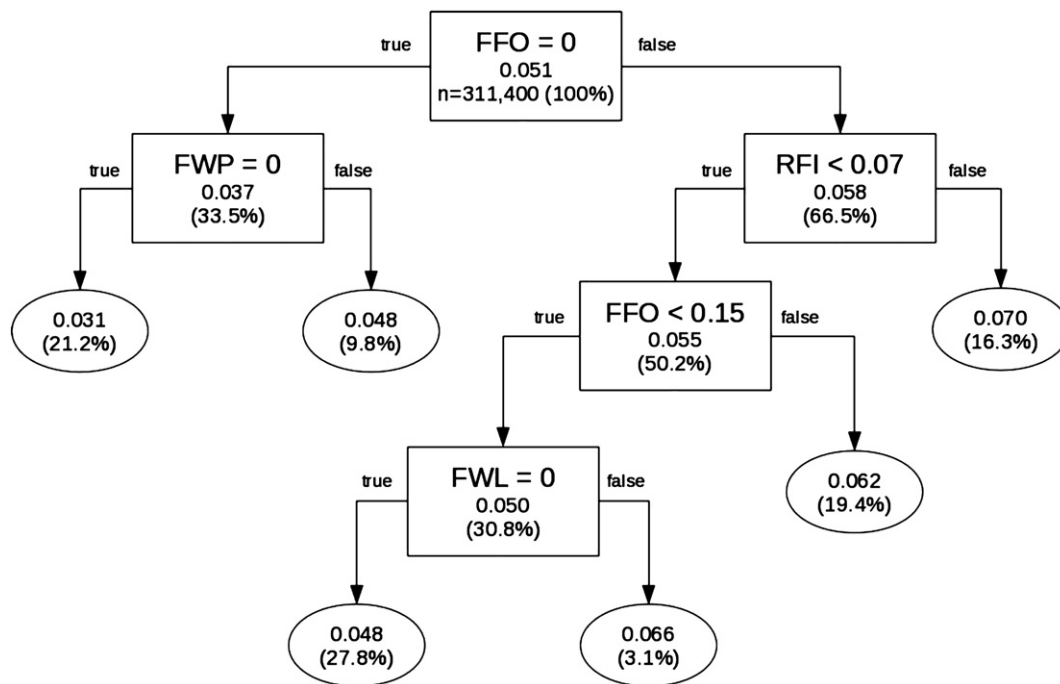 FFO = 0
0.051
n=311,400 (100%)
true
false
FWP = 0
0.037
(33.5%)
true
false
RFI < 0.07
0.058
(66.5%)
true
false
0.031
(21.2%)
0.048
(9.8%)
FFO < 0.15
0.055
(50.2%)
true
false
0.070
(16.3%)
FWL = 0
0.050
(30.8%)
true
false
0.062
(19.4%)
0.048
(27.8%)
0.066
(3.1%)